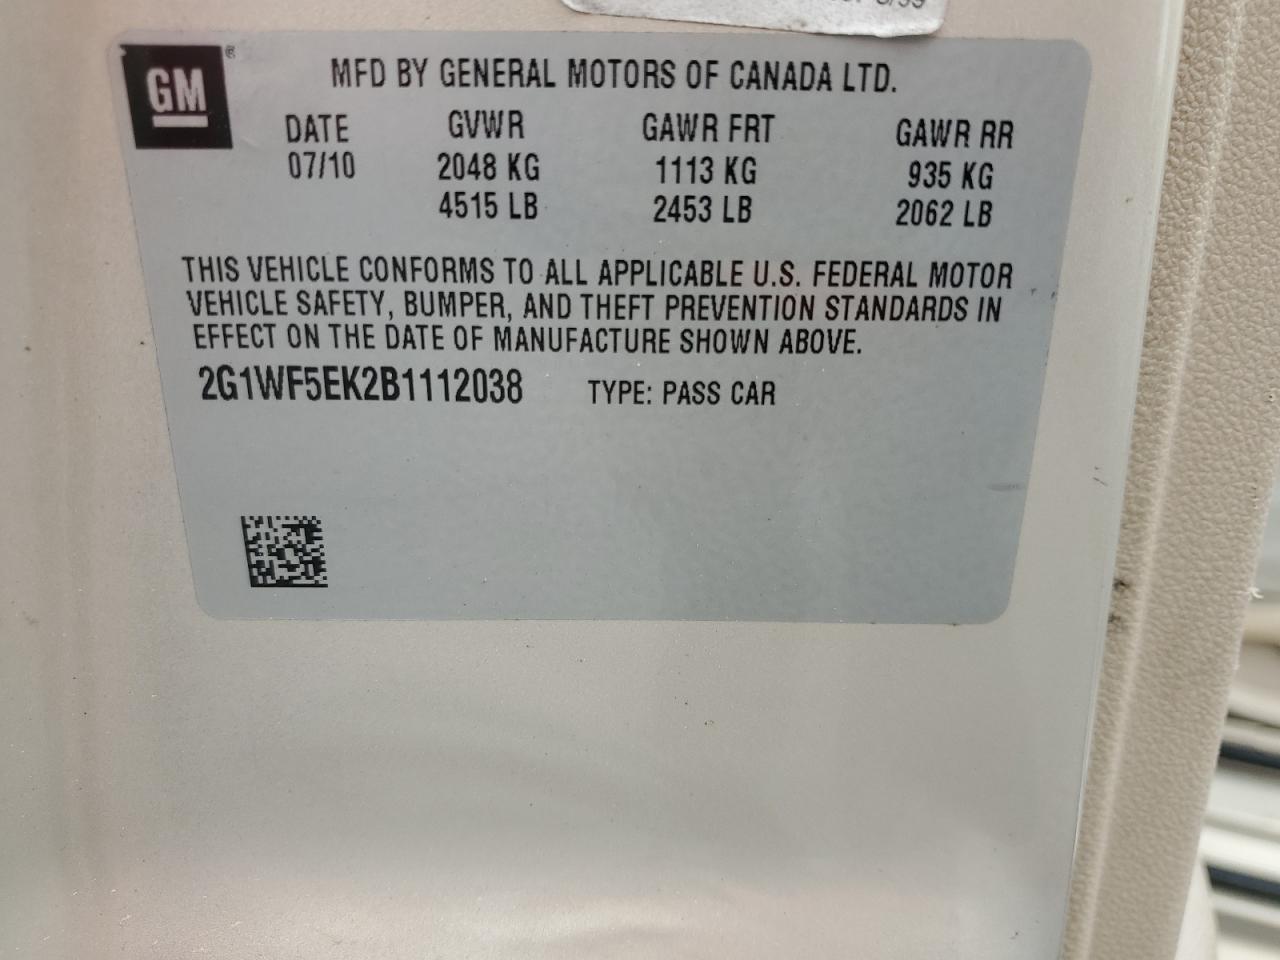 GM ®
MFD BY GENERAL MOTORS OF CANADA LTD.
DATE GVWR GAWR FRT GAWR RR
07/10 2048 KG 1113 KG 935 KG
4515 LB 2453 LB 2062 LB
THIS VEHICLE CONFORMS TO ALL APPLICABLE U.S. FEDERAL MOTOR
VEHICLE SAFETY, BUMPER, AND THEFT PREVENTION STANDARDS IN
EFFECT ON THE DATE OF MANUFACTURE SHOWN ABOVE.
2G1WF5EK2B1112038 TYPE: PASS CAR